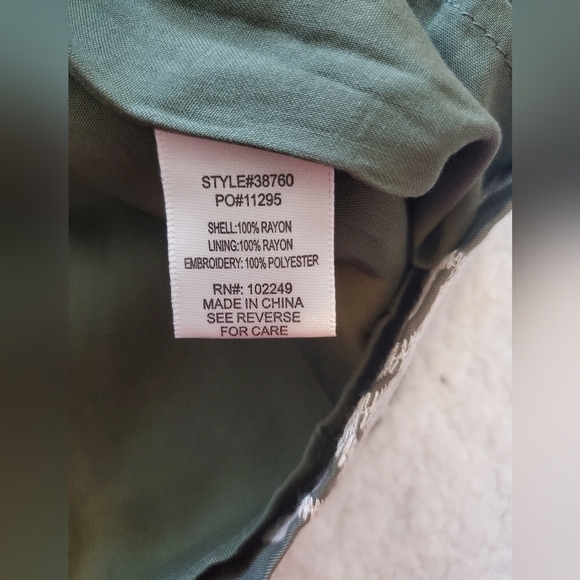 STYLE#38760
PO#11295
SHELL:100% RAYON
LINING:100% RAYON
EMBROIDERY: 100% POLYESTER
RN#: 102249
MADE IN CHINA
SEE REVERSE
FOR CARE